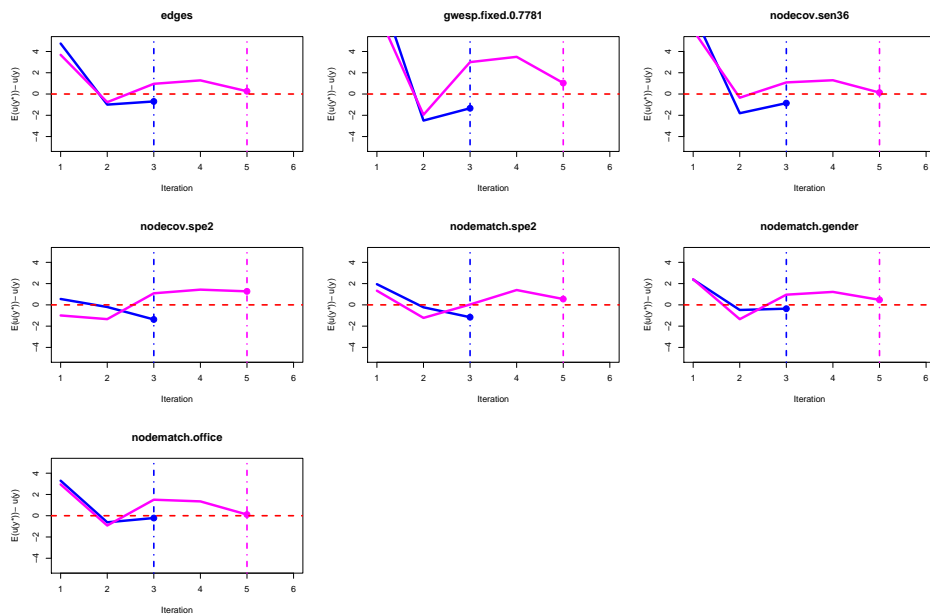 edges
E(u(y*))− u(y)
−4 −2 0 2 4
1 2 3 4 5 6
Iteration
gwesp.fixed.0.7781
E(u(y*))− u(y)
−4 −2 0 2 4
1 2 3 4 5 6
Iteration
nodecov.sen36
E(u(y*))− u(y)
−4 −2 0 2 4
1 2 3 4 5 6
Iteration
nodecov.spe2
E(u(y*))− u(y)
−4 −2 0 2 4
1 2 3 4 5 6
Iteration
nodematch.spe2
E(u(y*))− u(y)
−4 −2 0 2 4
1 2 3 4 5 6
Iteration
nodematch.gender
E(u(y*))− u(y)
−4 −2 0 2 4
1 2 3 4 5 6
Iteration
nodematch.office
E(u(y*))− u(y)
−4 −2 0 2 4
1 2 3 4 5 6
Iteration